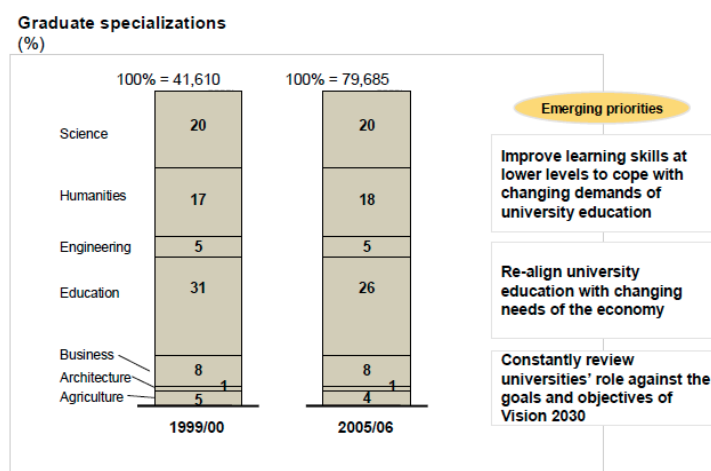 Graduate specializations
(%)
100% = 41,610
100% = 79,685
Science
20
20
Humanities
17
18
Engineering
5
5
Education
31
26
Business
8
8
Architecture
1
1
Agriculture
5
4
1999/00
2005/06
Emerging priorities
Improve learning skills at
lower levels to cope with
changing demands of
university education
Re-align university
education with changing
needs of the economy
Constantly review
universities' role against the
goals and objectives of
Vision 2030